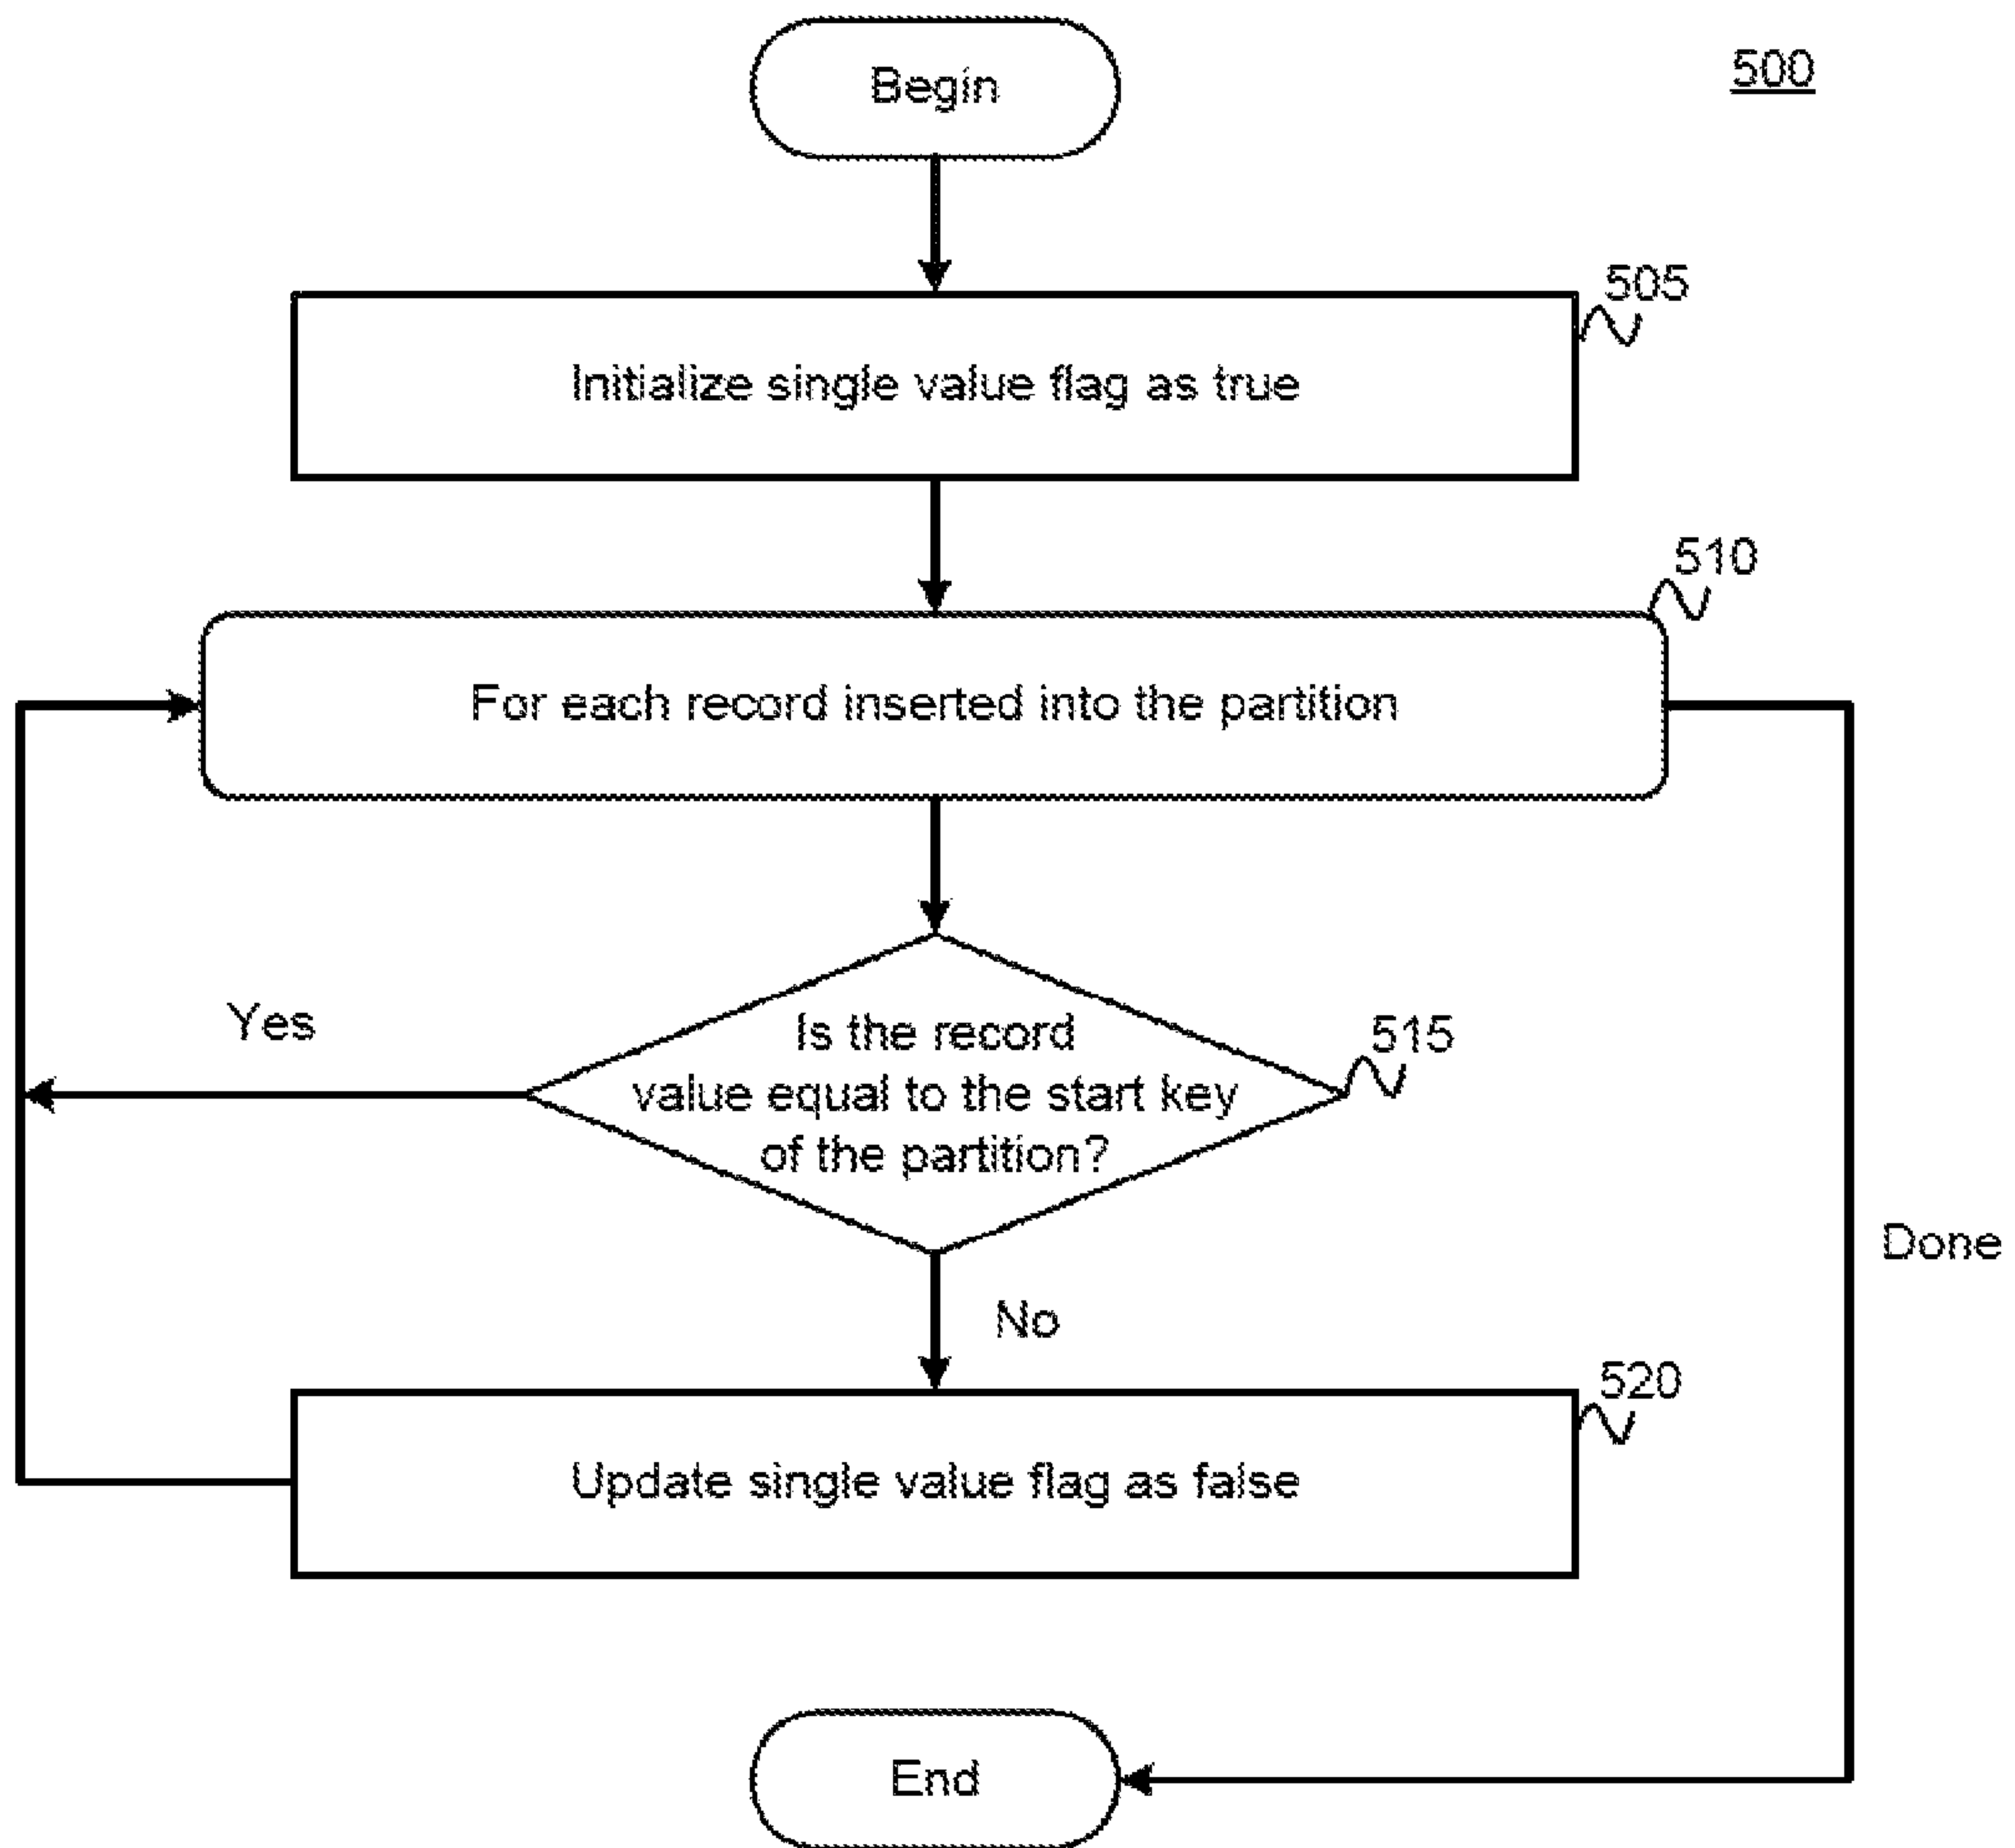 Begin
500
505
Initialize single value flag as true
510
For each record inserted into the partition
Yes
Is the record
value equal to the start key
of the partition?
515
Done
No
520
Update single value flag as false
End